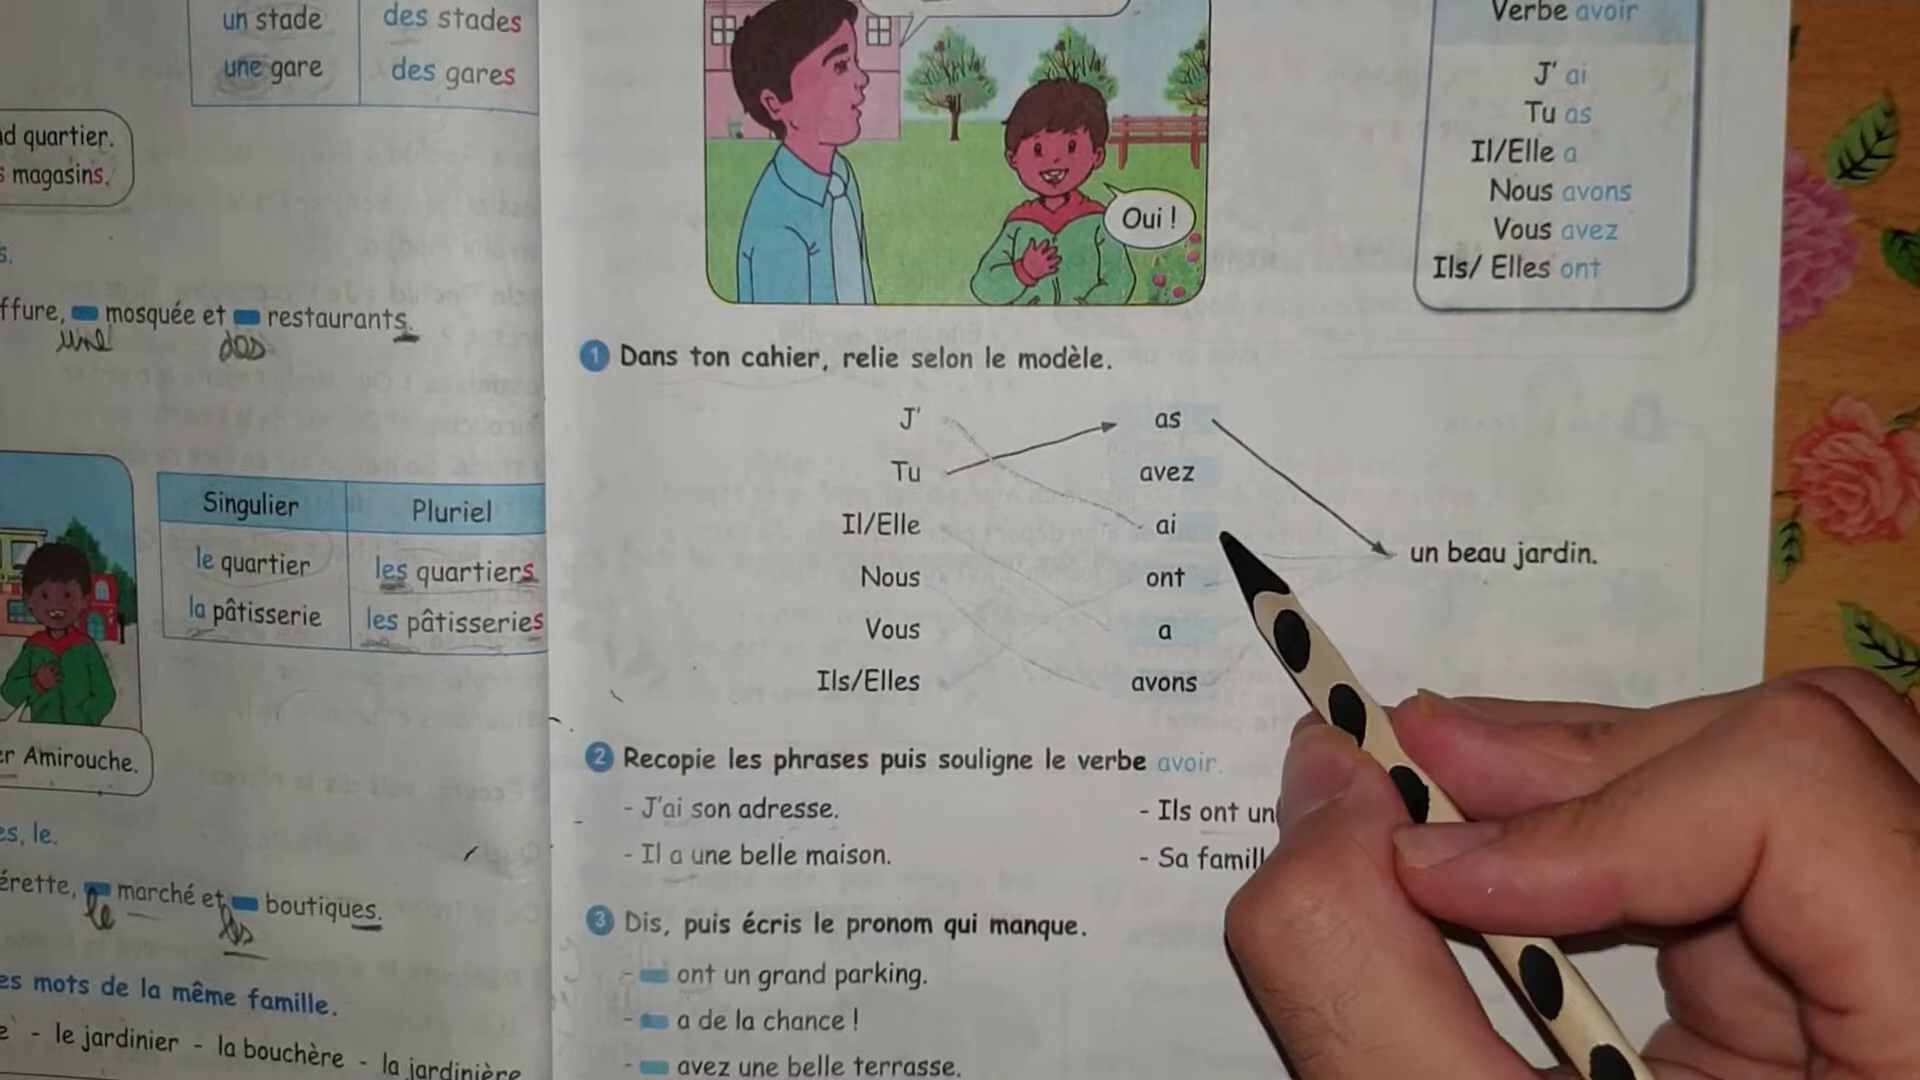 un stade des stades
une gare des gares
quartier.
magasins.
mosquée et restaurants.
une des
Singulier Pluriel
le quartier les quartiers
la pâtisserie les pâtisseries
Amirouche.
le.
marché et boutiques.
le les
mots de la même famille.
- le jardinier - la bouchère - la jardinière
Oui !
Verbe avoir
J' ai
Tu as
Il/Elle a
Nous avons
Vous avez
Ils/ Elles ont
1 Dans ton cahier, relie selon le modèle.
J' as
Tu avez
Il/Elle ai un beau jardin.
Nous ont
Vous a
Ils/Elles avons
2 Recopie les phrases puis souligne le verbe avoir.
- J'ai son adresse. - Ils ont un
- Il a une belle maison. - Sa
3 Dis, puis écris le pronom qui manque.
- ont un grand parking.
- a de la chance !
- avez une belle terrasse.